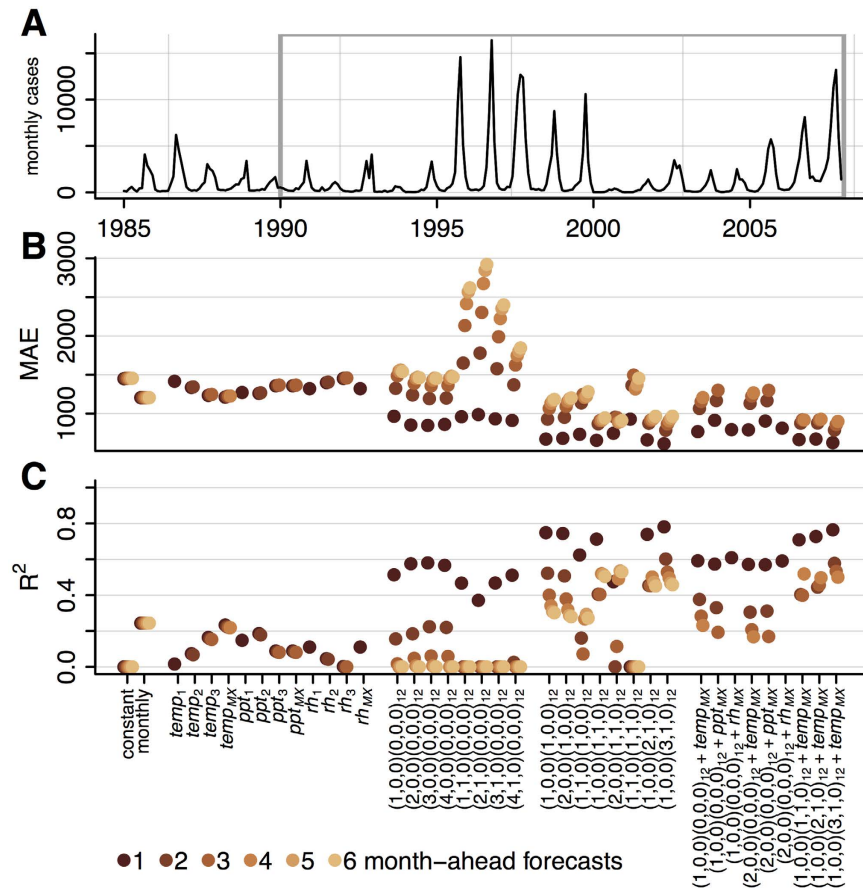 A
monthly cases
10000
0
1985
1990
1995
2000
2005
B
MAE
3000
2000
1000
C
R²
0.8
0.4
0.0
constant
monthly
temp₁
temp₂
temp₃
temp_MX
ppt₁
ppt₂
ppt₃
ppt_MX
rh₁
rh₂
rh₃
rh_MX
(1,0,0)(0,0,0)₁₂
(2,0,0)(0,0,0)₁₂
(3,0,0)(0,0,0)₁₂
(4,0,0)(0,0,0)₁₂
(1,1,0)(0,0,0)₁₂
(2,1,0)(0,0,0)₁₂
(3,1,0)(0,0,0)₁₂
(4,1,0)(0,0,0)₁₂
(1,0,0)(1,0,0)₁₂
(2,0,0)(1,0,0)₁₂
(1,1,0)(1,0,0)₁₂
(1,0,0)(1,1,0)₁₂
(2,0,0)(1,1,0)₁₂
(1,1,0)(1,1,0)₁₂
(1,0,0)(2,1,0)₁₂
(1,0,0)(3,1,0)₁₂
(1,0,0)(0,0,0)₁₂ + temp_MX
(1,0,0)(0,0,0)₁₂ + ppt_MX
(1,0,0)(0,0,0)₁₂ + rh_MX
(2,0,0)(0,0,0)₁₂ + temp_MX
(2,0,0)(0,0,0)₁₂ + ppt_MX
(2,0,0)(0,0,0)₁₂ + rh_MX
(1,0,0)(1,1,0)₁₂ + temp_MX
(1,0,0)(2,1,0)₁₂ + temp_MX
(1,0,0)(3,1,0)₁₂ + temp_MX
1 2 3 4 5 6 month−ahead forecasts